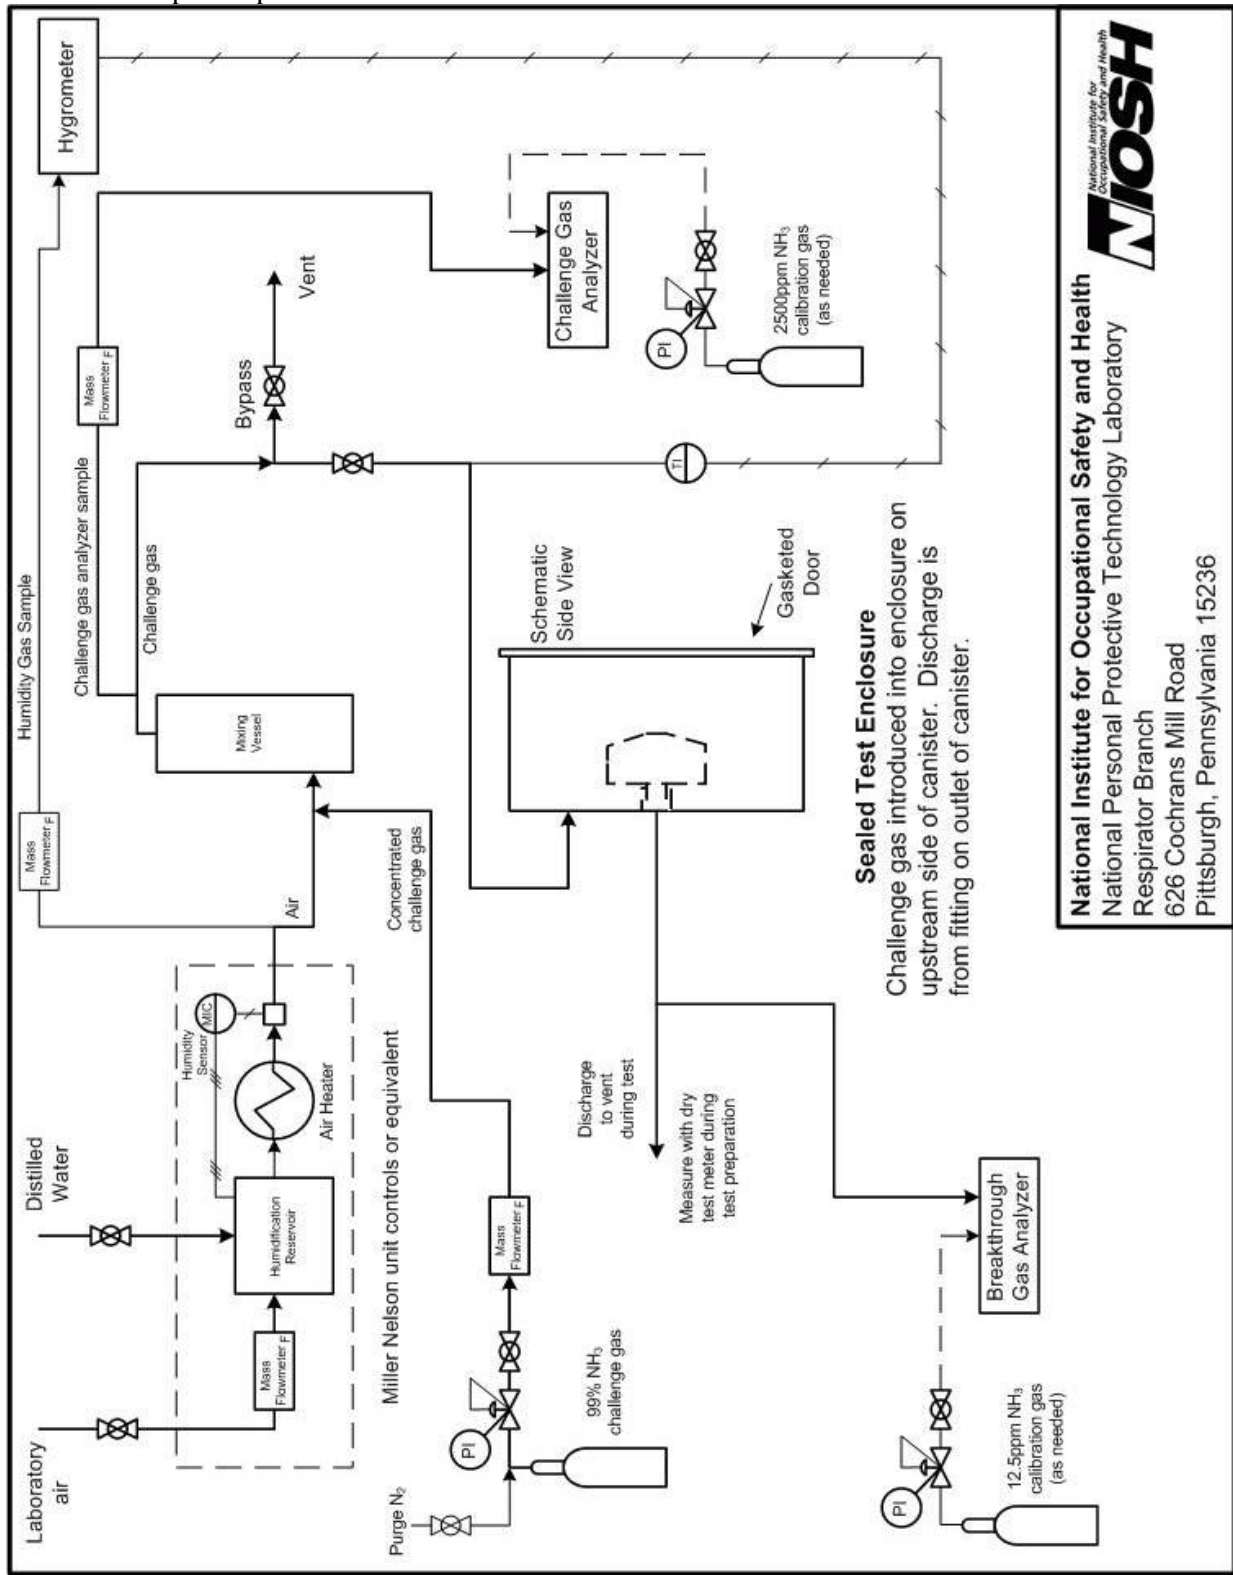 Laboratory
air
Distilled
Water
Mass
Flowmeter F
Humidification
Reservoir
Humidity
Sensor
MIC
Air Heater
Miller Nelson unit controls or equivalent
Air
Mass
Flowmeter F
Humidity Gas Sample
Hygrometer
Purge N₂
PI
99% NH₃
challenge gas
Mass
Flowmeter F
Concentrated
challenge gas
Mixing
Vessel
Challenge gas
Challenge gas analyzer sample
Mass
Flowmeter F
Bypass
Vent
Challenge Gas
Analyzer
PI
2500ppm NH₃
calibration gas
(as needed)
TI
Schematic
Side View
Gasketed
Door
Sealed Test Enclosure
Challenge gas introduced into enclosure on
upstream side of canister. Discharge is
from fitting on outlet of canister.
Discharge
to vent
during test
Measure with dry
test meter during
test preparation
Breakthrough
Gas Analyzer
PI
12.5ppm NH₃
calibration gas
(as needed)
National Institute for Occupational Safety and Health
National Personal Protective Technology Laboratory
Respirator Branch
626 Cochrans Mill Road
Pittsburgh, Pennsylvania 15236
National Institute for
Occupational Safety and Health
NIOSH